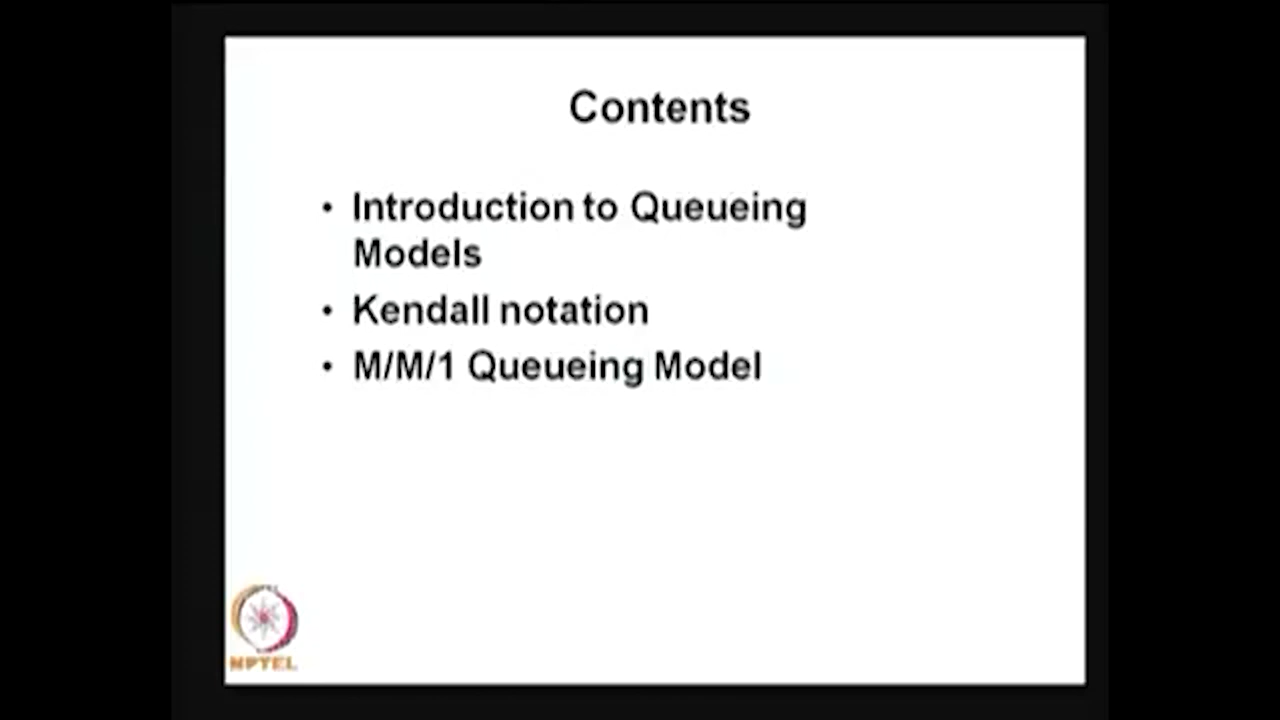 Contents
• Introduction to Queueing
Models
• Kendall notation
• M/M/1 Queueing Model
NPTEL